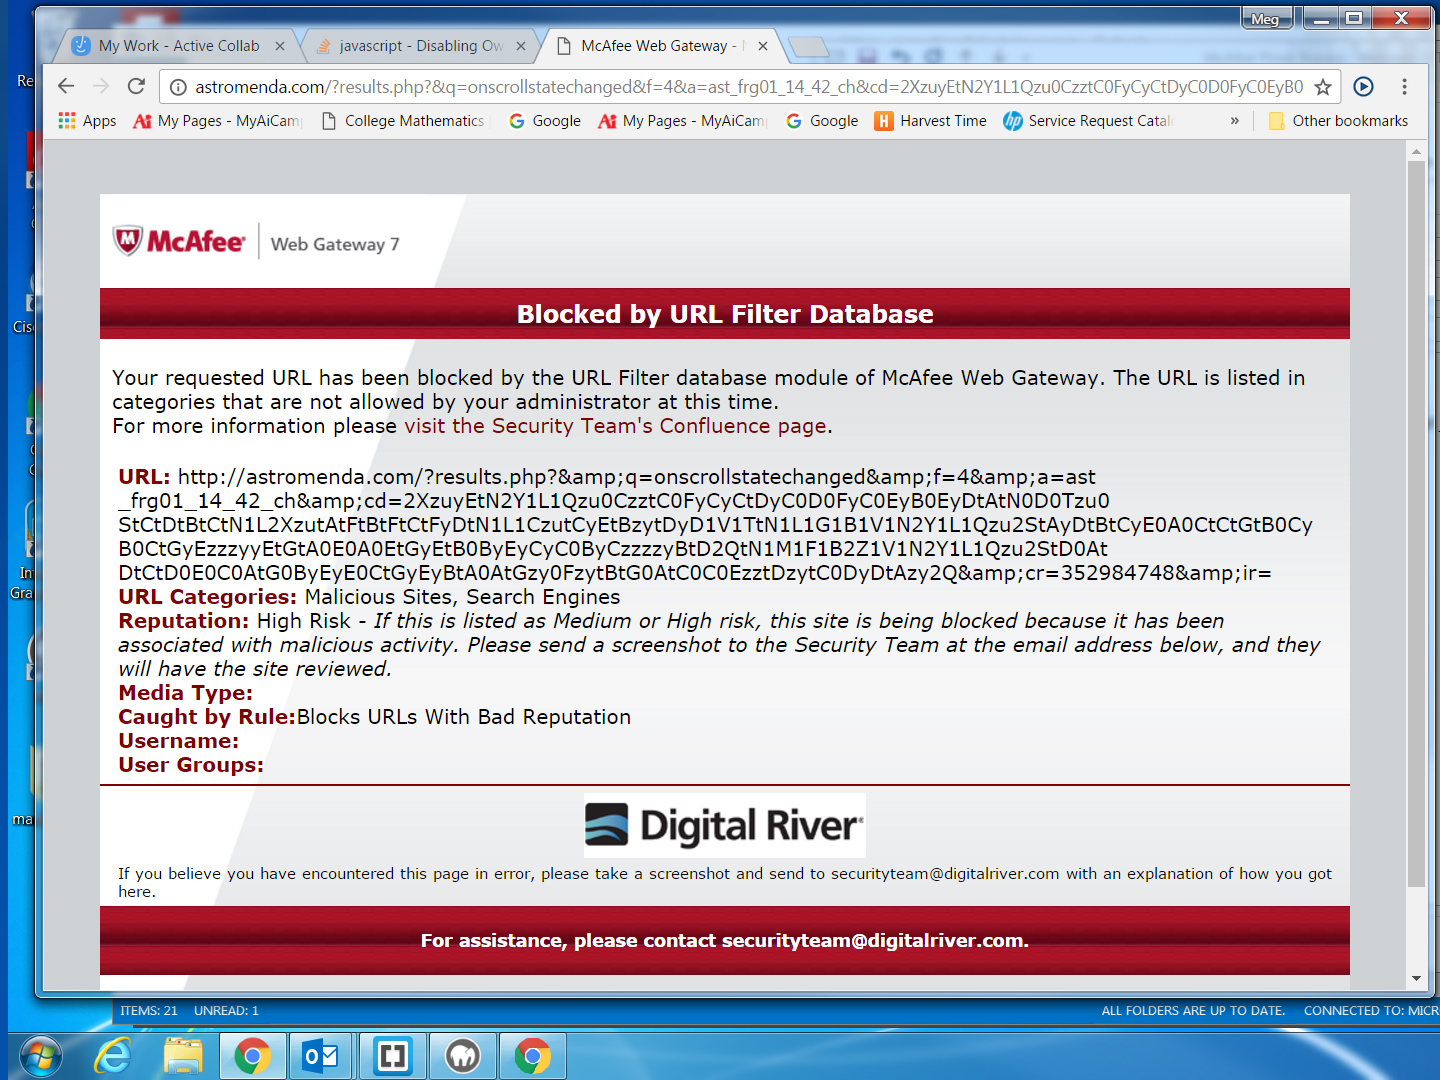 Meg
My Work - Active Collab
javascript - Disabling Ow
McAfee Web Gateway - N
astromenda.com/?results.php?&q=onscrollstatechanged&f=4&a=ast_frg01_14_42_ch&cd=2XzuyEtN2Y1L1Qzu0CzztC0FyCyCtDyC0D0FyC0EyB0
Apps
My Pages - MyAiCam
College Mathematics
Google
My Pages - MyAiCam
Google
Harvest Time
Service Request Catal
»
Other bookmarks
McAfee
Web Gateway 7
Blocked by URL Filter Database
Your requested URL has been blocked by the URL Filter database module of McAfee Web Gateway. The URL is listed in
categories that are not allowed by your administrator at this time.
For more information please visit the Security Team's Confluence page.
URL: http://astromenda.com/?results.php?&amp;q=onscrollstatechanged&amp;f=4&amp;a=ast
_frg01_14_42_ch&amp;cd=2XzuyEtN2Y1L1Qzu0CzztC0FyCyCtDyC0D0FyC0EyB0EyDtAtN0D0Tzu0
StCtDtBtCtN1L2XzutAtFtBtFtCtFyDtN1L1CzutCyEtBzytDyD1V1TtN1L1G1B1V1N2Y1L1Qzu2StAyDtBtCyE0A0CtCtGtB0Cy
B0CtGyEzzzyyEtGtA0E0A0EtGyEtB0ByEyCyC0ByCzzzzyBtD2QtN1M1F1B2Z1V1N2Y1L1Qzu2StD0At
DtCtD0E0C0AtG0ByEyE0CtGyEyBtA0AtGzy0FzytBtG0AtC0C0EzztDzytC0DyDtAzy2Q&amp;cr=352984748&amp;ir=
URL Categories: Malicious Sites, Search Engines
Reputation: High Risk - If this is listed as Medium or High risk, this site is being blocked because it has been
associated with malicious activity. Please send a screenshot to the Security Team at the email address below, and they
will have the site reviewed.
Media Type:
Caught by Rule:Blocks URLs With Bad Reputation
Username:
User Groups:
Digital River
If you believe you have encountered this page in error, please take a screenshot and send to securityteam@digitalriver.com with an explanation of how you got
here.
For assistance, please contact securityteam@digitalriver.com.
ITEMS: 21
UNREAD: 1
ALL FOLDERS ARE UP TO DATE.
CONNECTED TO: MICR